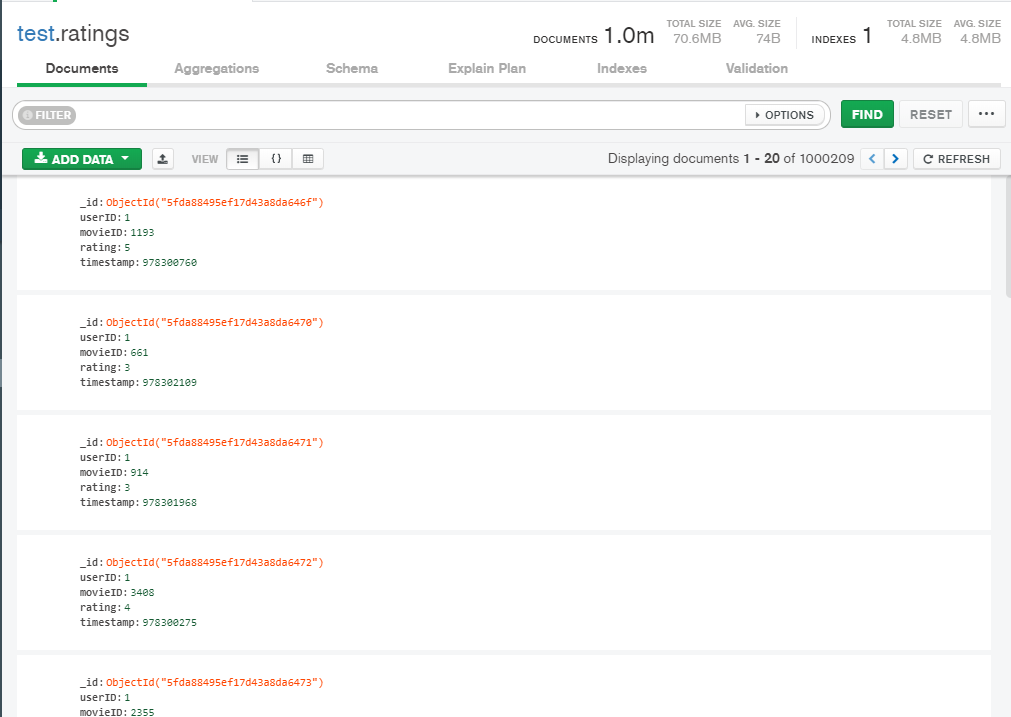 test.ratings
DOCUMENTS 1.0m TOTAL SIZE 70.6MB AVG. SIZE 74B INDEXES 1 TOTAL SIZE 4.8MB AVG. SIZE 4.8MB
Documents Aggregations Schema Explain Plan Indexes Validation
FILTER OPTIONS FIND RESET ...
ADD DATA VIEW {} Displaying documents 1 - 20 of 1000209 < > REFRESH
_id: ObjectId("5fda88495ef17d43a8da646f")
userID: 1
movieID: 1193
rating: 5
timestamp: 978300760
_id: ObjectId("5fda88495ef17d43a8da6470")
userID: 1
movieID: 661
rating: 3
timestamp: 978302109
_id: ObjectId("5fda88495ef17d43a8da6471")
userID: 1
movieID: 914
rating: 3
timestamp: 978301968
_id: ObjectId("5fda88495ef17d43a8da6472")
userID: 1
movieID: 3408
rating: 4
timestamp: 978300275
_id: ObjectId("5fda88495ef17d43a8da6473")
userID: 1
movieID: 2355